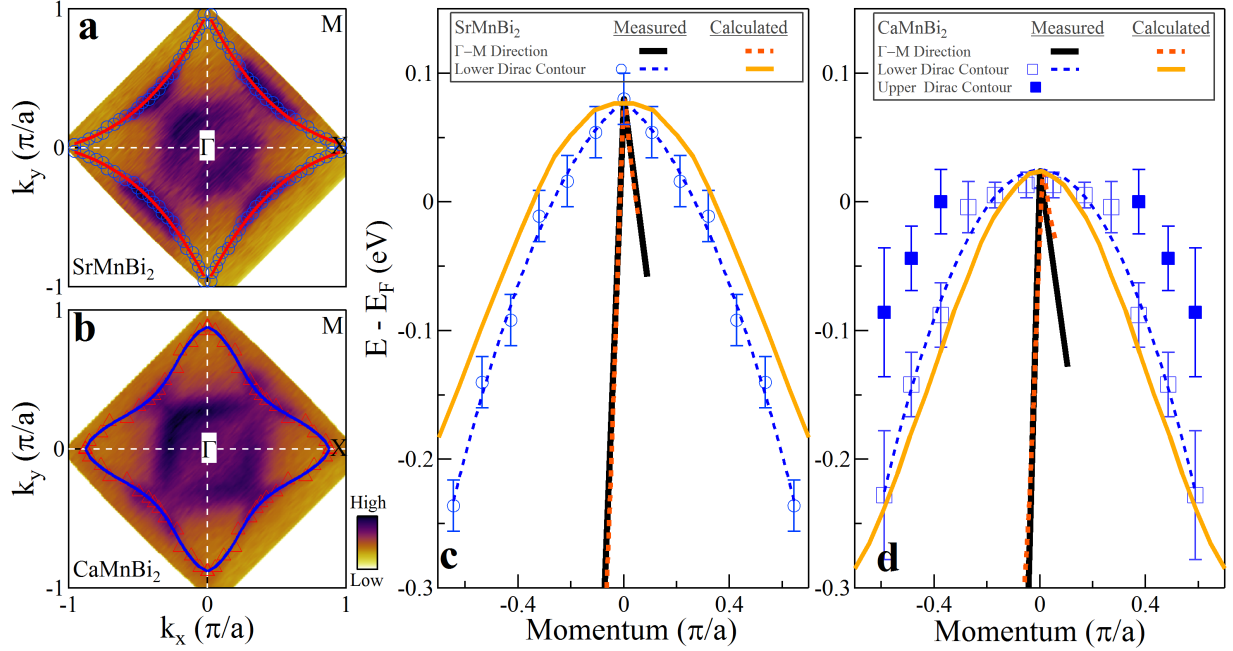 a
M
Γ
X
SrMnBi₂
1
0
-1
k_y (π/a)
b
M
Γ
X
CaMnBi₂
High
Low
1
0
-1
k_y (π/a)
-1 0 1
k_x (π/a)
SrMnBi₂ Measured Calculated
Γ–M Direction
Lower Dirac Contour
0.1
0
-0.1
-0.2
-0.3
E - E_F (eV)
c
-0.4 0 0.4
Momentum (π/a)
CaMnBi₂ Measured Calculated
Γ–M Direction
Lower Dirac Contour
Upper Dirac Contour
0.1
0
-0.1
-0.2
-0.3
d
-0.4 0 0.4
Momentum (π/a)